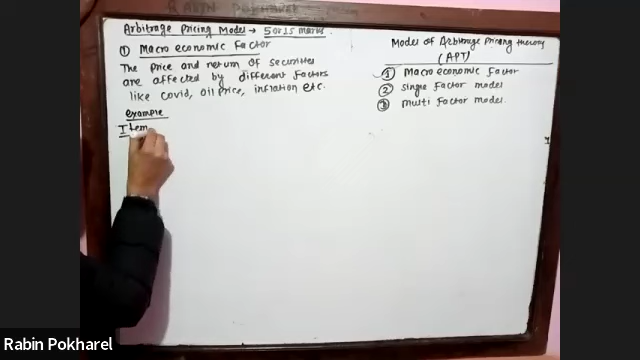 RABIN POKHAREL
Arbitrage Pricing Model → 5 or 15 marks
① Macro economic Factor
The price and return of securities
are affected by different factors
like covid, oil price, inflation etc.
Example
Item
Model of Arbitrage Pricing theory
(APT)
① Macro economic Factor
② Single Factor model
③ Multi Factor model.
Rabin Pokharel